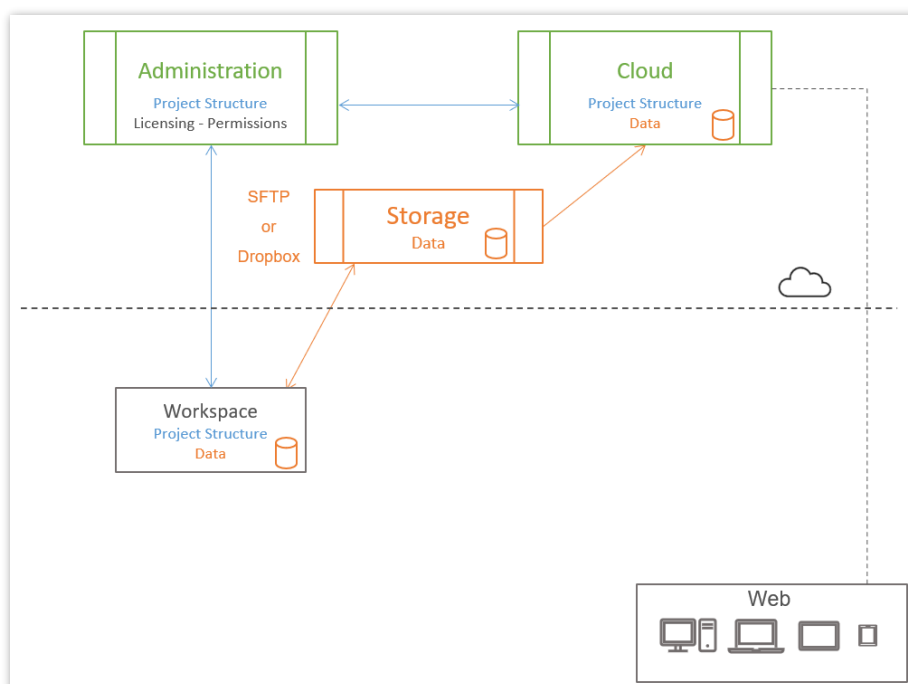 Administration
Project Structure
Licensing - Permissions
Cloud
Project Structure
Data
SFTP
or
Dropbox
Storage
Data
Workspace
Project Structure
Data
Web